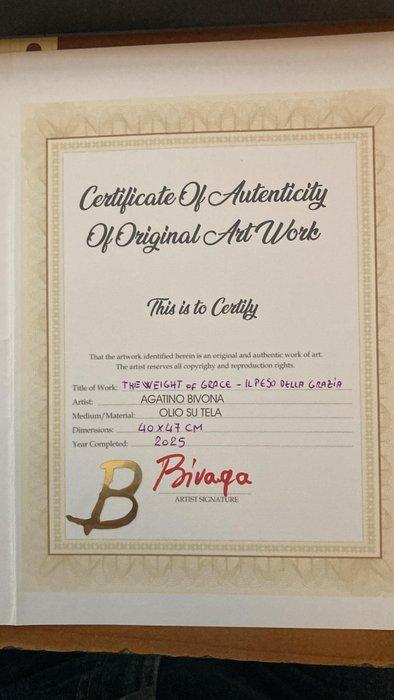 Certificate Of Autenticity
Of Original Art Work
This is to Certify
That the artwork identified herein is an original and authentic work of art.
The artist reserves all copyrighy and reproduction rights.
Title of Work: THE WEIGHT OF GRACE - IL PESO DELLA GRAZIA
Artist: AGATINO BIVONA
Medium/Material: OLIO SU TELA
Dimensions: 40X47 CM
Year Completed: 2025
B
Bivaga
ARTIST SIGNATURE